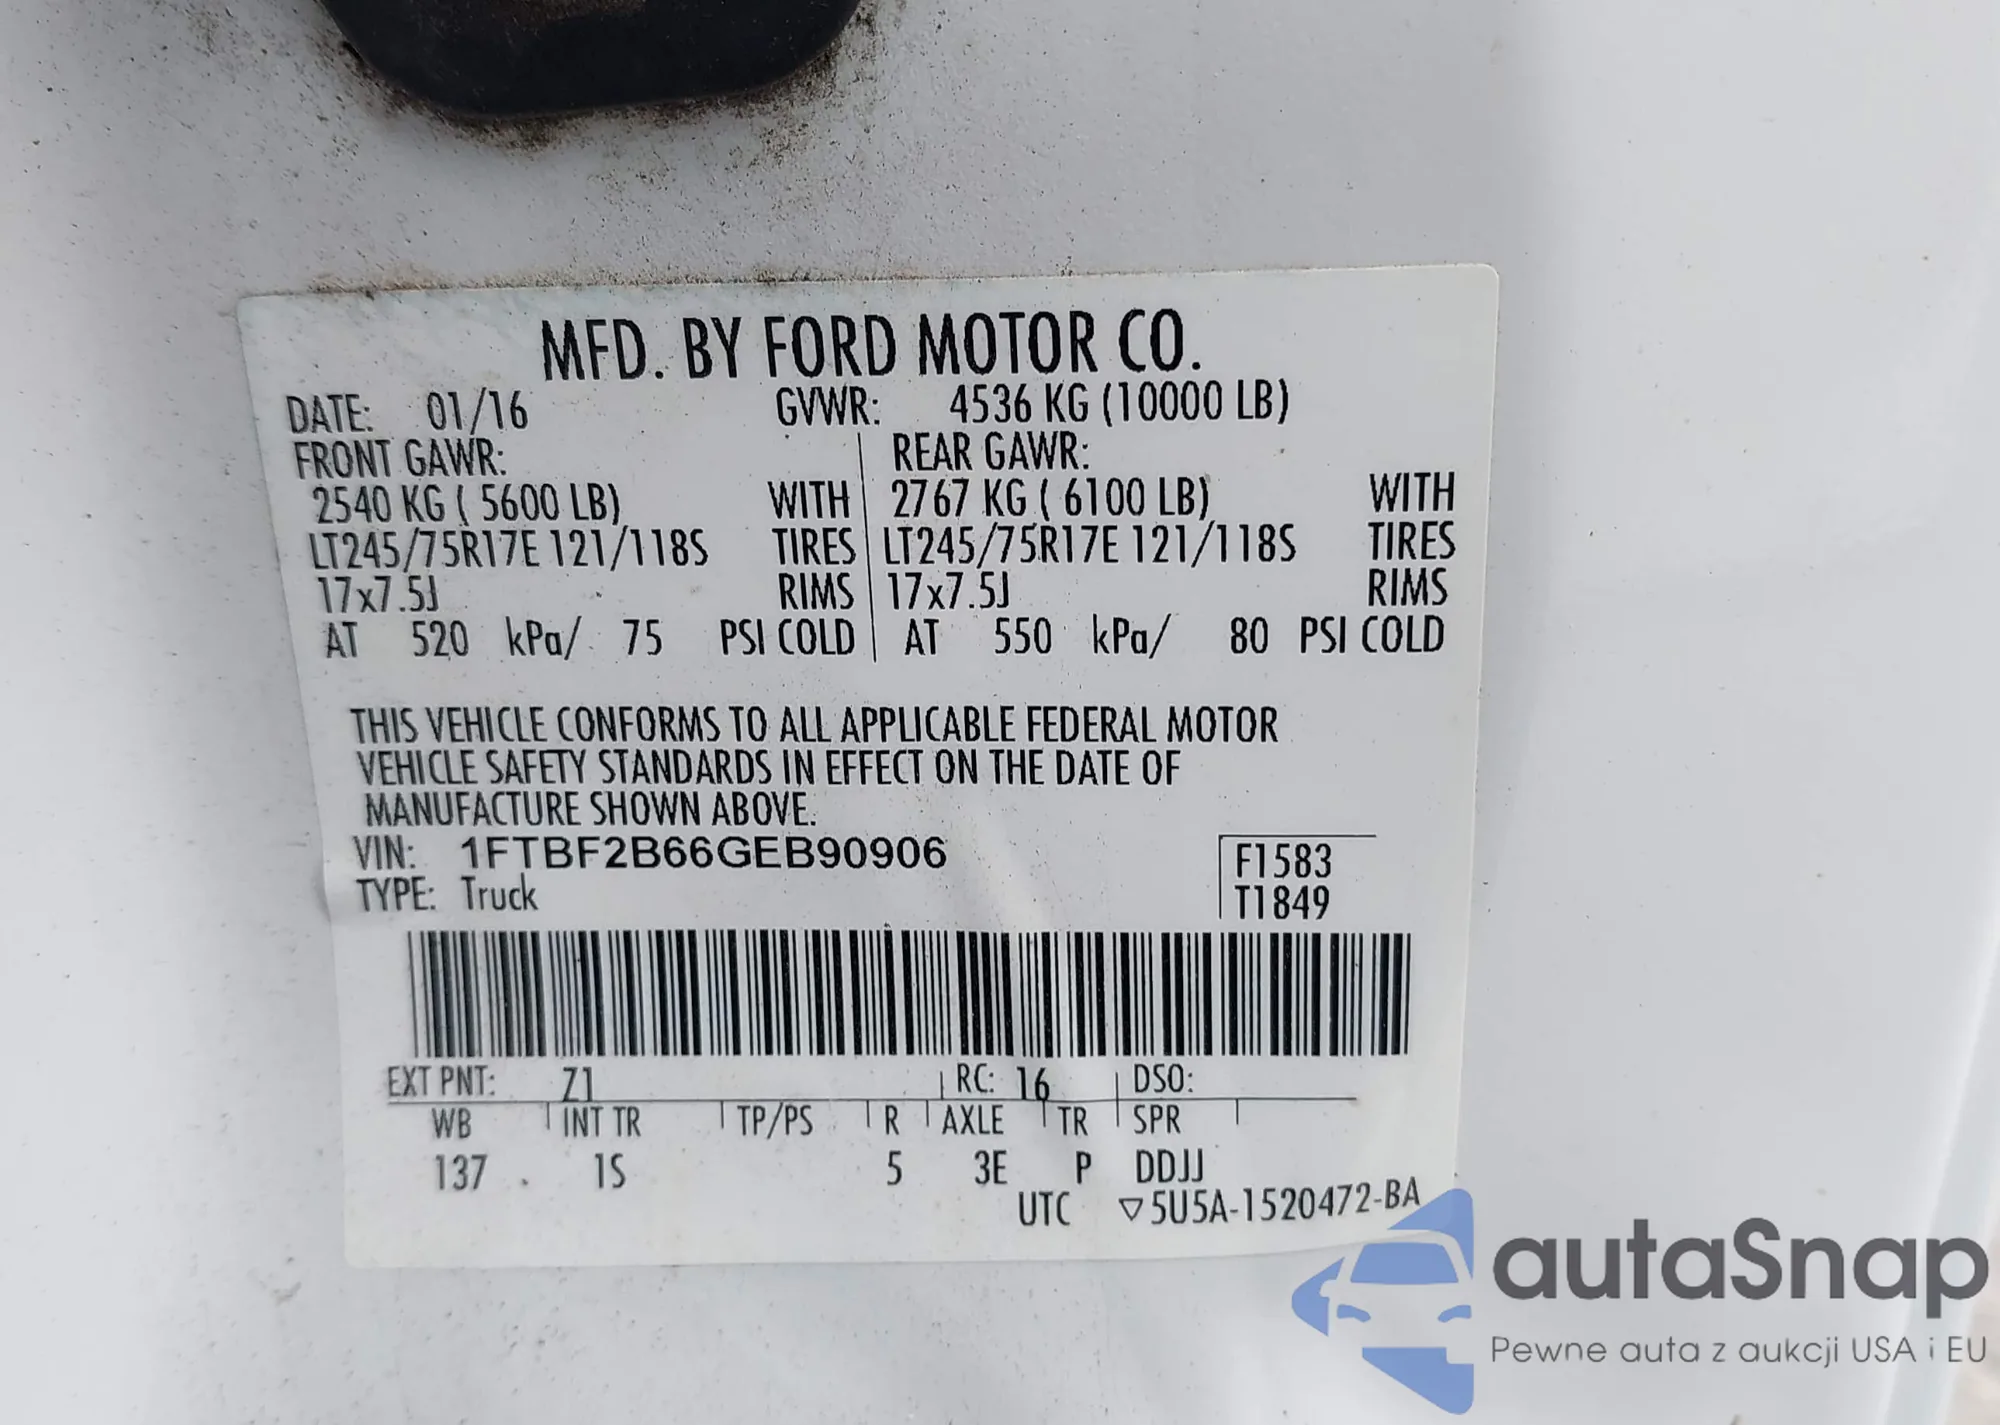 MFD. BY FORD MOTOR CO.
DATE: 01/16 GVWR: 4536 KG (10000 LB)
FRONT GAWR: REAR GAWR:
2540 KG ( 5600 LB) WITH 2767 KG ( 6100 LB) WITH
LT245/75R17E 121/118S TIRES LT245/75R17E 121/118S TIRES
17x7.5J RIMS 17x7.5J RIMS
AT 520 kPa/ 75 PSI COLD AT 550 kPa/ 80 PSI COLD
THIS VEHICLE CONFORMS TO ALL APPLICABLE FEDERAL MOTOR
VEHICLE SAFETY STANDARDS IN EFFECT ON THE DATE OF
MANUFACTURE SHOWN ABOVE.
VIN: 1FTBF2B66GEB90906
F1583
TYPE: Truck
T1849
EXT PNT: Z1 RC: 16 DSO:
WB INT TR TP/PS R AXLE TR SPR
137 1S 5 3E P DDJJ
UTC ▽5U5A-1520472-BA
autaSnap
Pewne auta z aukcji USA i EU